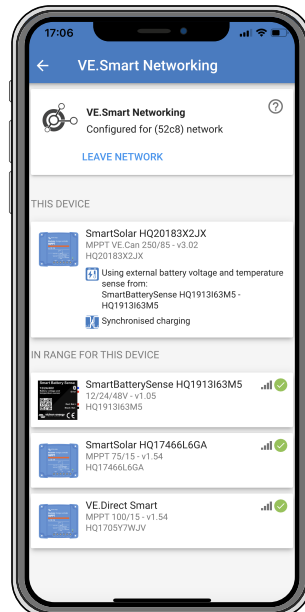 17:06
VE.Smart Networking
VE.Smart Networking
Configured for (52c8) network
LEAVE NETWORK
THIS DEVICE
SmartSolar HQ20183X2JX
MPPT VE.Can 250/85 - v3.02
HQ20183X2JX
Using external battery voltage and temperature
sense from:
SmartBatterySense HQ1913I63M5 -
HQ1913I63M5
Synchronised charging
IN RANGE FOR THIS DEVICE
Smart Battery Sense
SmartBatterySense HQ1913I63M5
12/24/48V - v1.05
HQ1913I63M5
SmartSolar HQ17466L6GA
MPPT 75/15 - v1.54
HQ17466L6GA
VE.Direct Smart
MPPT 100/15 - v1.54
HQ1705Y7WJV